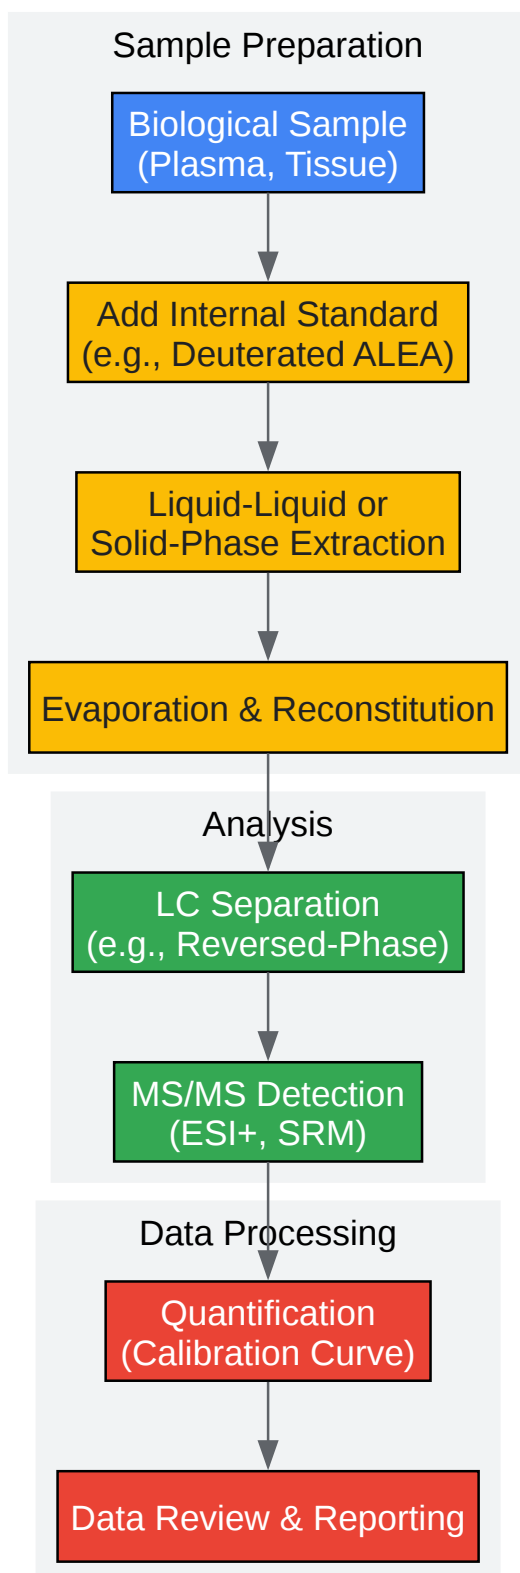 Sample Preparation
Biological Sample
(Plasma, Tissue)
Add Internal Standard
(e.g., Deuterated ALEA)
Liquid-Liquid or
Solid-Phase Extraction
Evaporation & Reconstitution
Analysis
LC Separation
(e.g., Reversed-Phase)
MS/MS Detection
(ESI+, SRM)
Data Processing
Quantification
(Calibration Curve)
Data Review & Reporting